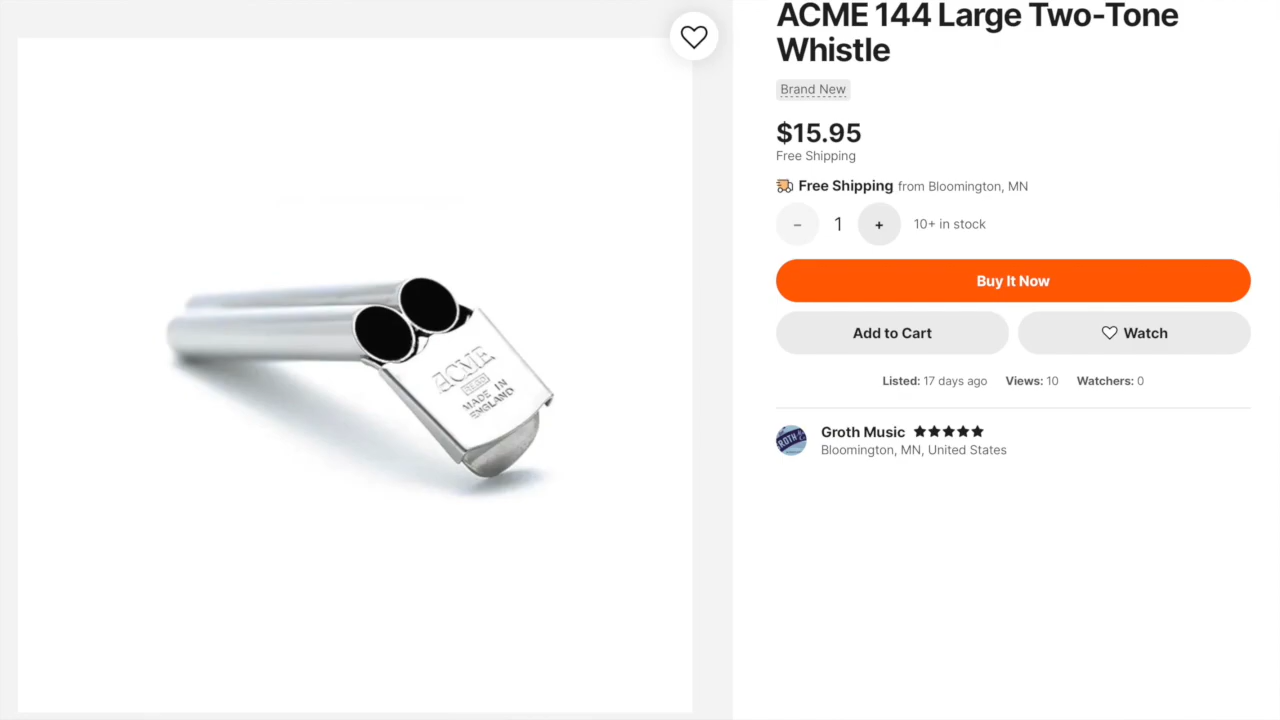 ACME 144 Large Two-Tone
Whistle
Brand New
$15.95
Free Shipping
Free Shipping from Bloomington, MN
− 1 + 10+ in stock
Buy It Now
Add to Cart
Watch
Listed: 17 days ago Views: 10 Watchers: 0
Groth Music ★★★★★
Bloomington, MN, United States
ACME
MADE IN
ENGLAND